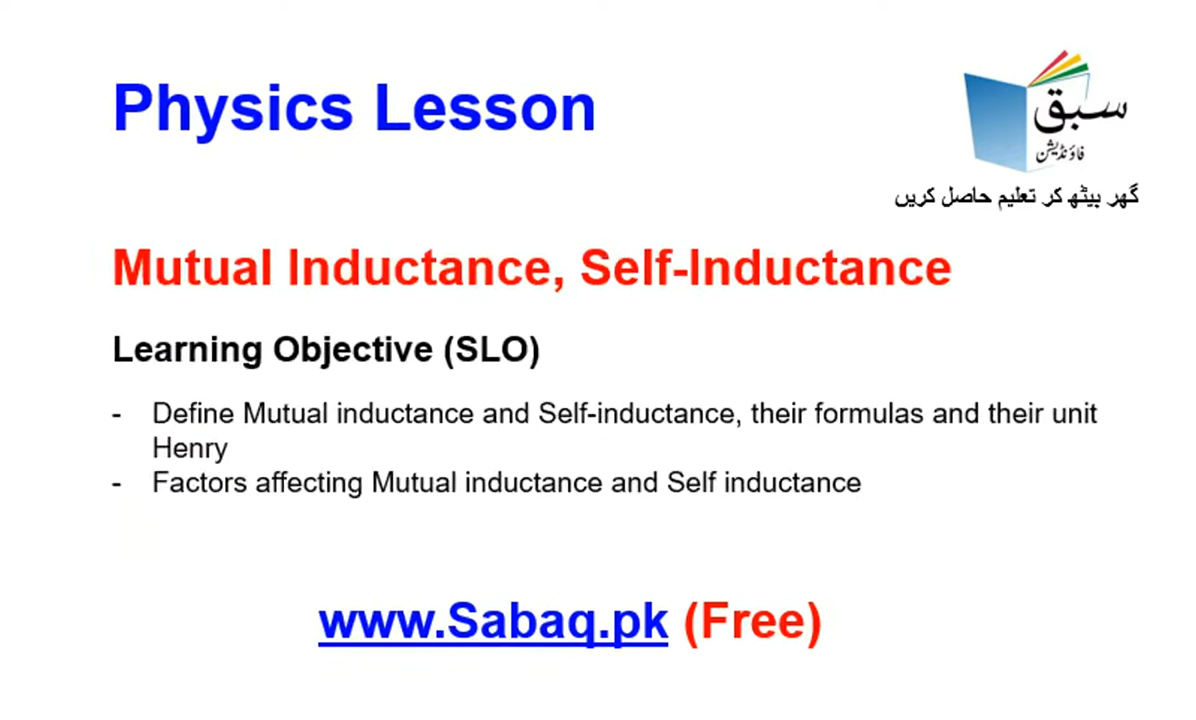 Physics Lesson
سبق
فاؤنڈیشن
گھر بیٹھ کر تعلیم حاصل کریں
Mutual Inductance, Self-Inductance
Learning Objective (SLO)
- Define Mutual inductance and Self-inductance, their formulas and their unit
Henry
- Factors affecting Mutual inductance and Self inductance
www.Sabaq.pk (Free)